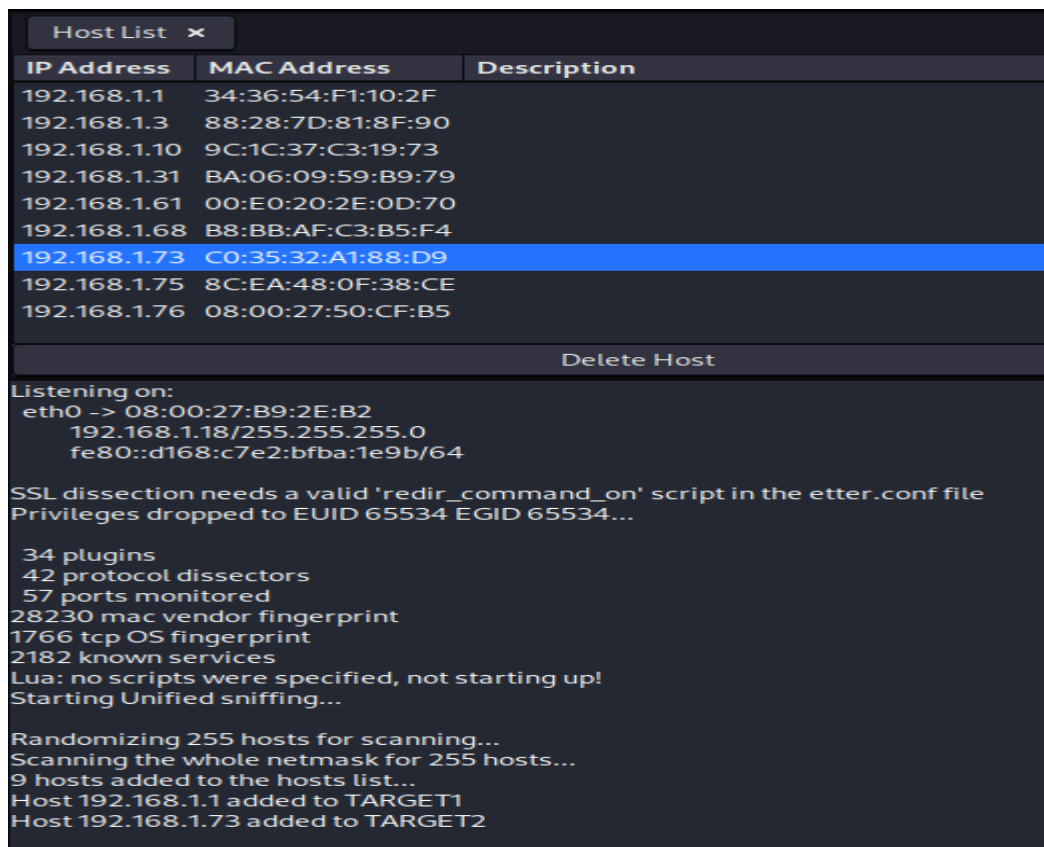 Host List ×
IP Address MAC Address Description
192.168.1.1 34:36:54:F1:10:2F
192.168.1.3 88:28:7D:81:8F:90
192.168.1.10 9C:1C:37:C3:19:73
192.168.1.31 BA:06:09:59:B9:79
192.168.1.61 00:E0:20:2E:0D:70
192.168.1.68 B8:BB:AF:C3:B5:F4
192.168.1.73 C0:35:32:A1:88:D9
192.168.1.75 8C:EA:48:0F:38:CE
192.168.1.76 08:00:27:50:CF:B5
Delete Host
Listening on:
eth0 -> 08:00:27:B9:2E:B2
192.168.1.18/255.255.255.0
fe80::d168:c7e2:bfba:1e9b/64
SSL dissection needs a valid 'redir_command_on' script in the etter.conf file
Privileges dropped to EUID 65534 EGID 65534...
34 plugins
42 protocol dissectors
57 ports monitored
28230 mac vendor fingerprint
1766 tcp OS fingerprint
2182 known services
Lua: no scripts were specified, not starting up!
Starting Unified sniffing...
Randomizing 255 hosts for scanning...
Scanning the whole netmask for 255 hosts...
9 hosts added to the hosts list...
Host 192.168.1.1 added to TARGET1
Host 192.168.1.73 added to TARGET2